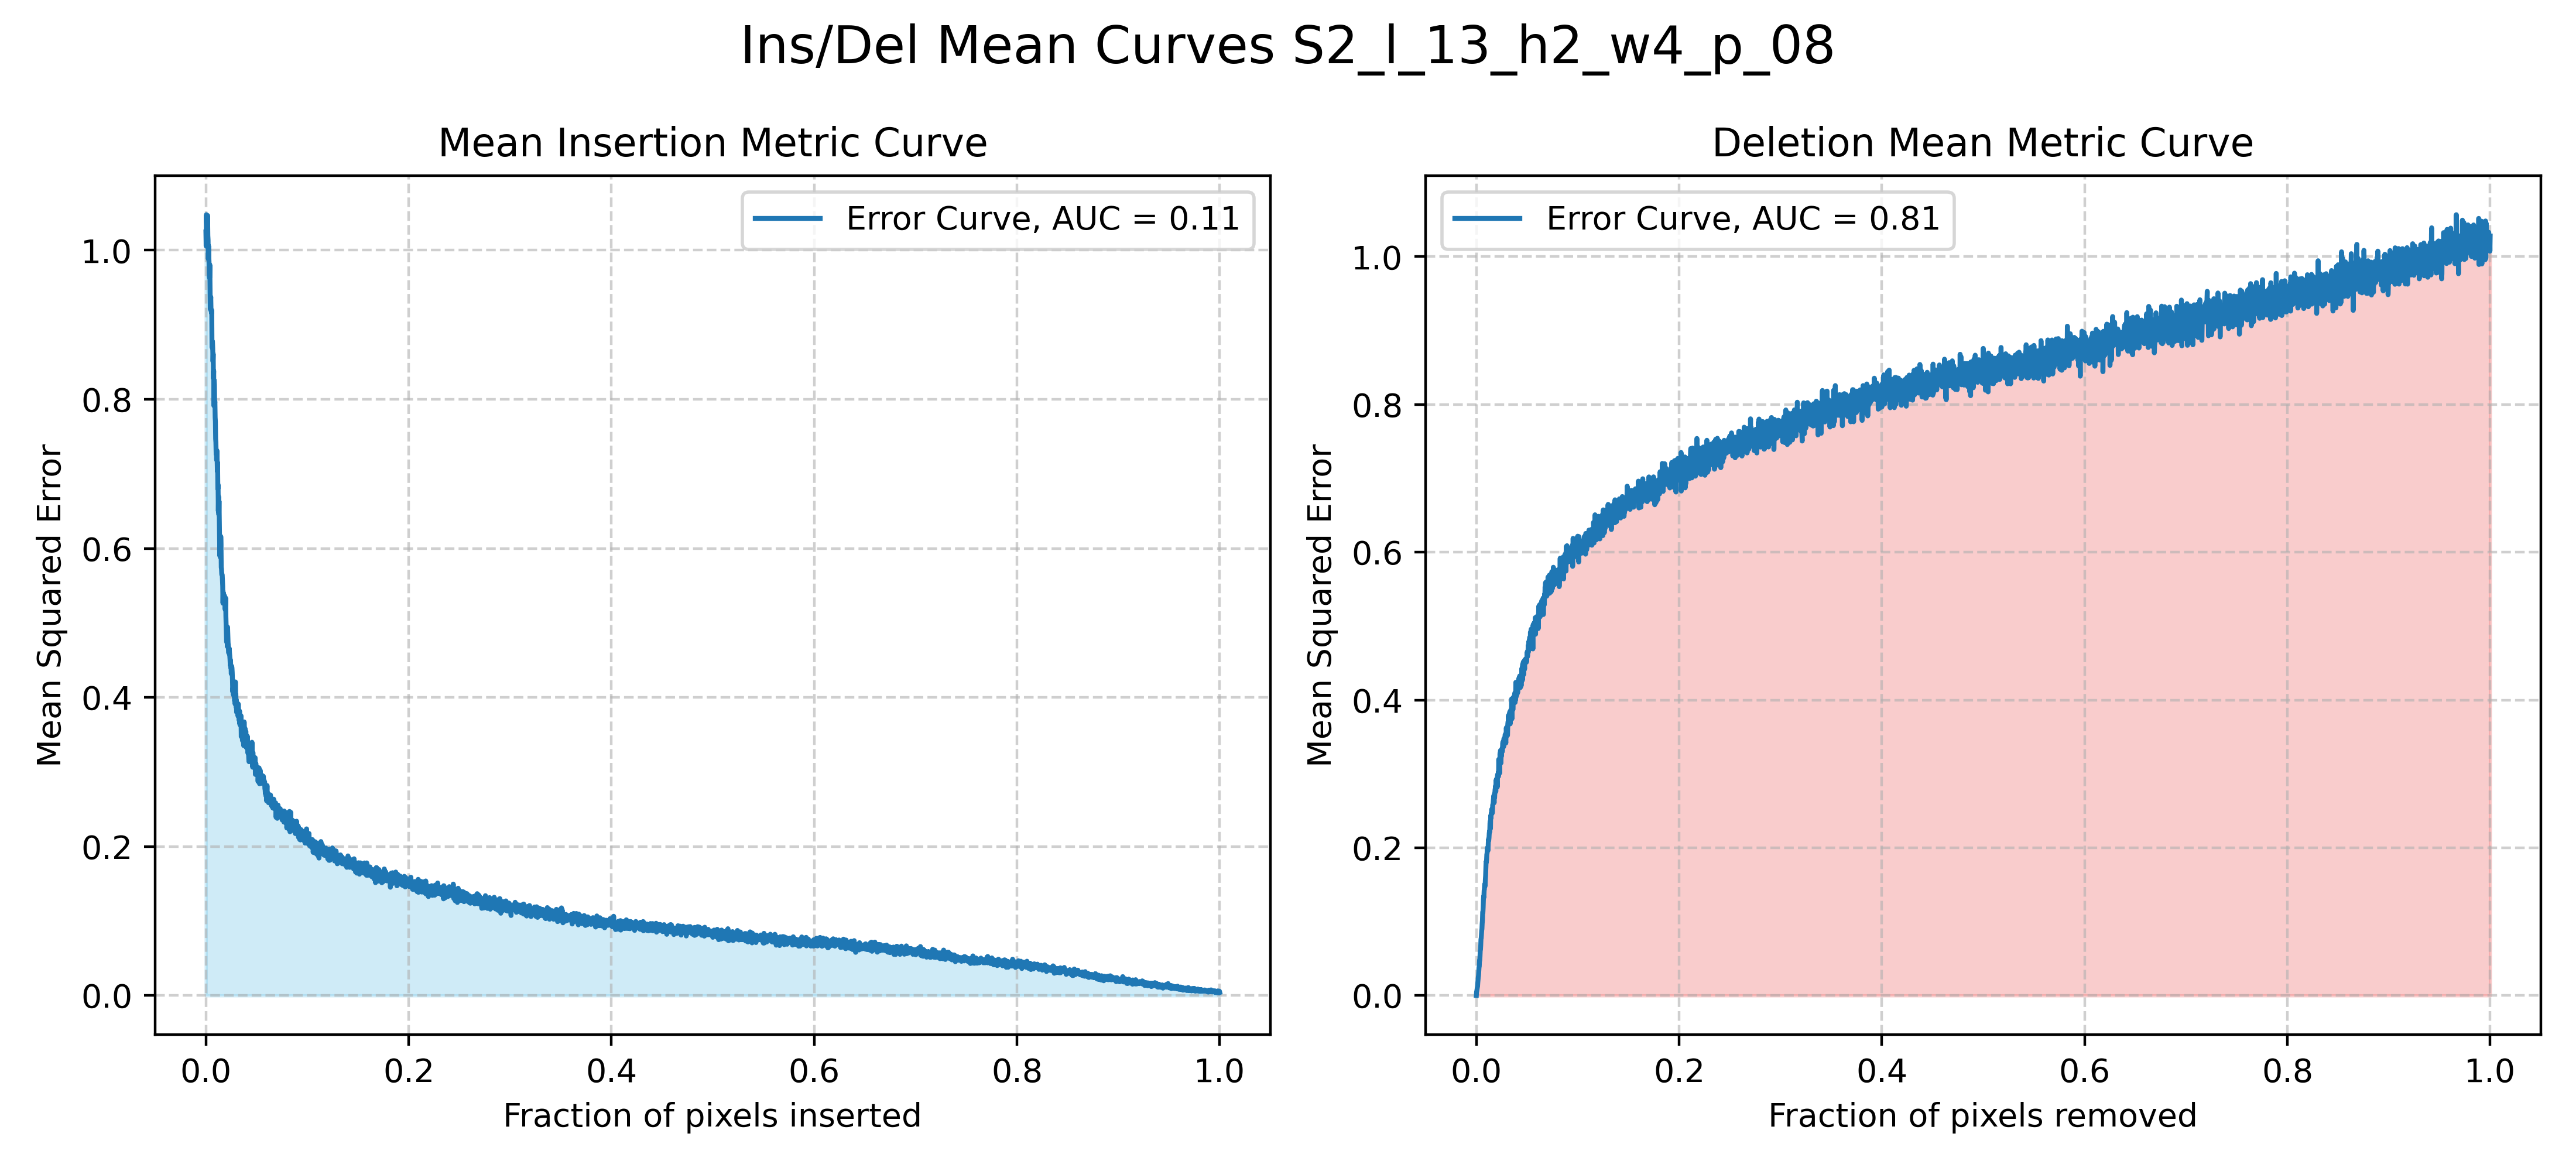 Ins/Del Mean Curves S2_l_13_h2_w4_p_08
Mean Insertion Metric Curve
Error Curve, AUC = 0.11
Mean Squared Error
1.0
0.8
0.6
0.4
0.2
0.0
0.0 0.2 0.4 0.6 0.8 1.0
Fraction of pixels inserted
Deletion Mean Metric Curve
Error Curve, AUC = 0.81
Mean Squared Error
1.0
0.8
0.6
0.4
0.2
0.0
0.0 0.2 0.4 0.6 0.8 1.0
Fraction of pixels removed